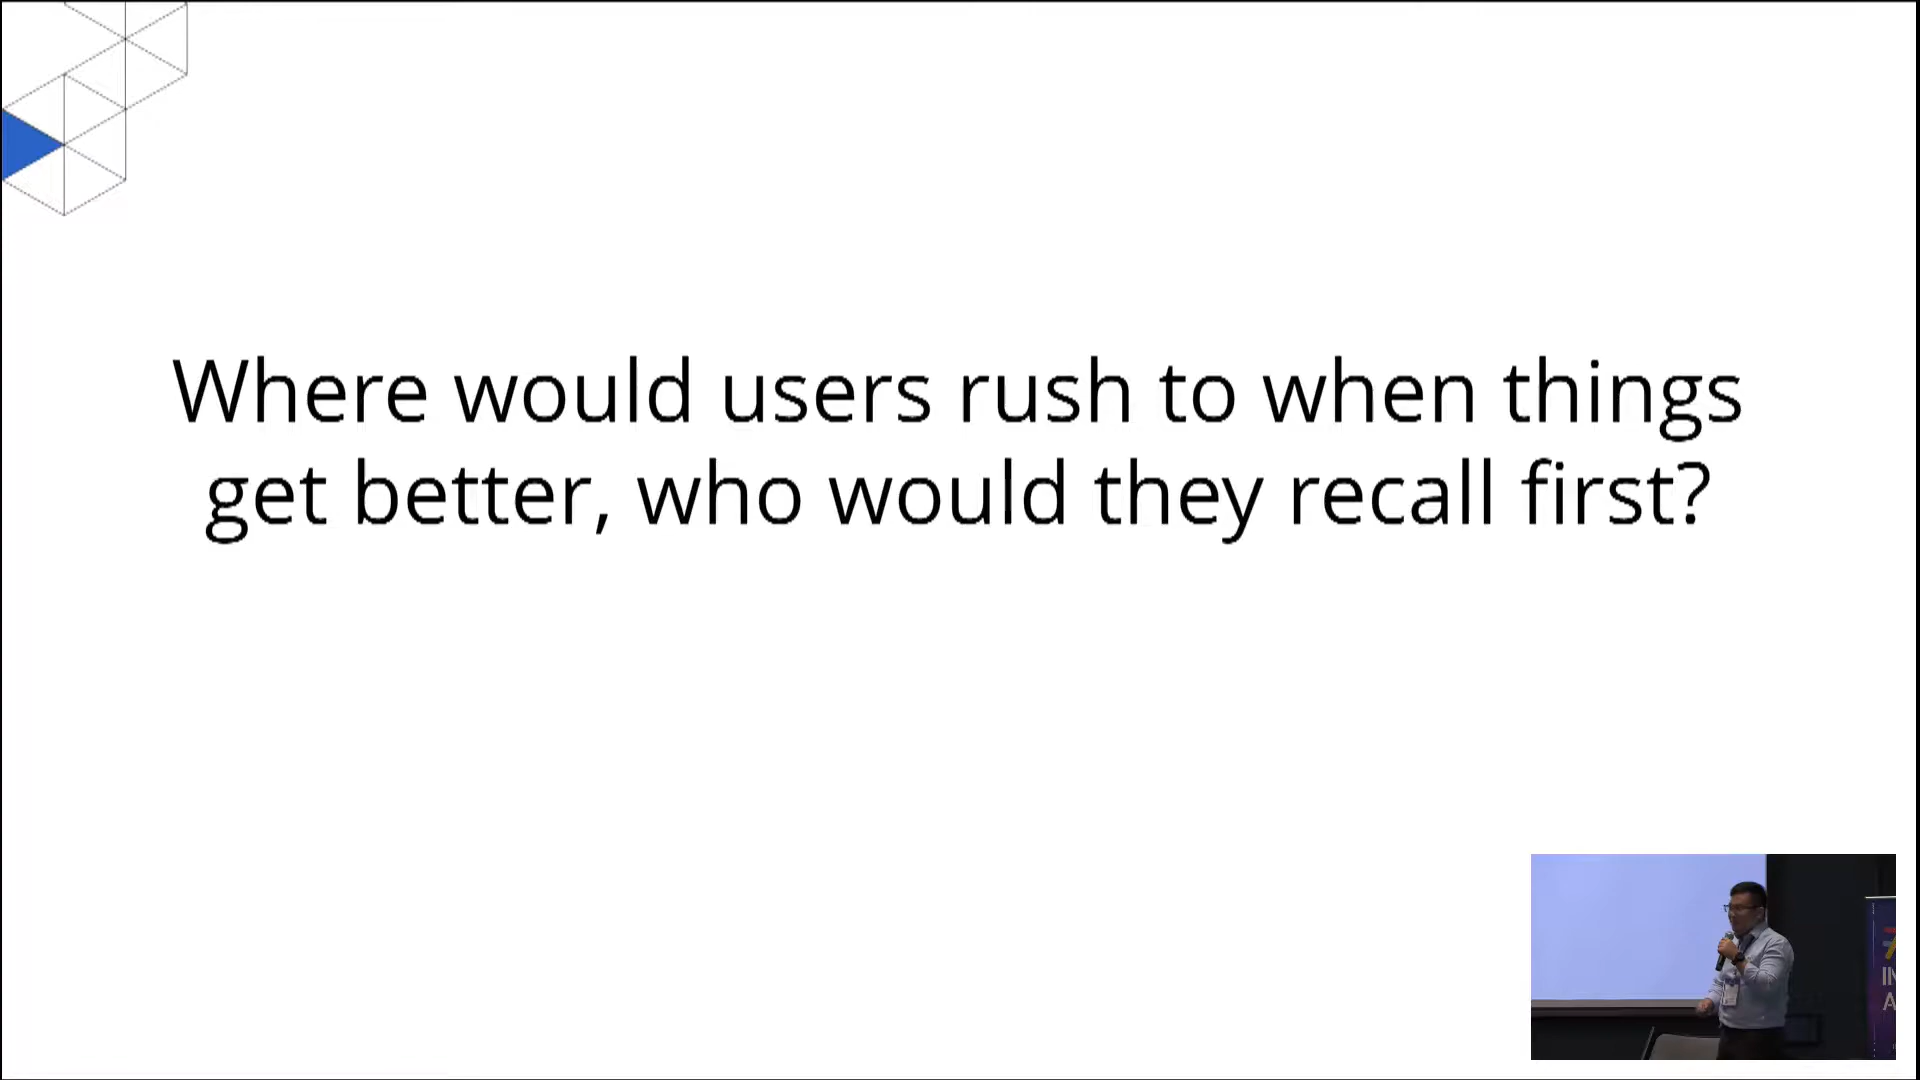 Where would users rush to when things
get better, who would they recall first?